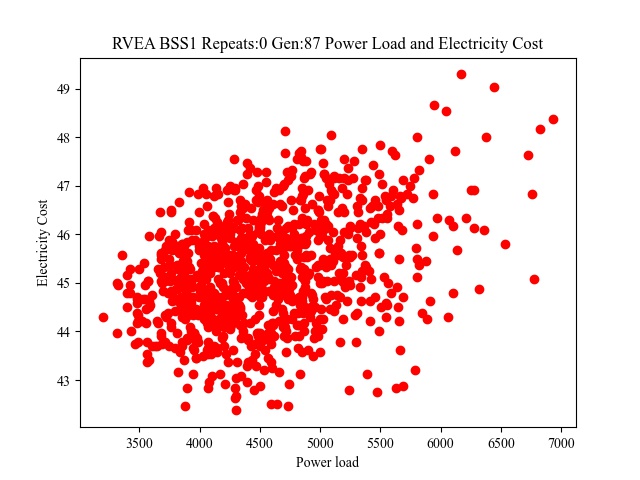 RVEA BSS1 Repeats:0 Gen:87 Power Load and Electricity Cost
49
48
47
46
45
44
43
Electricity Cost
3500 4000 4500 5000 5500 6000 6500 7000
Power load